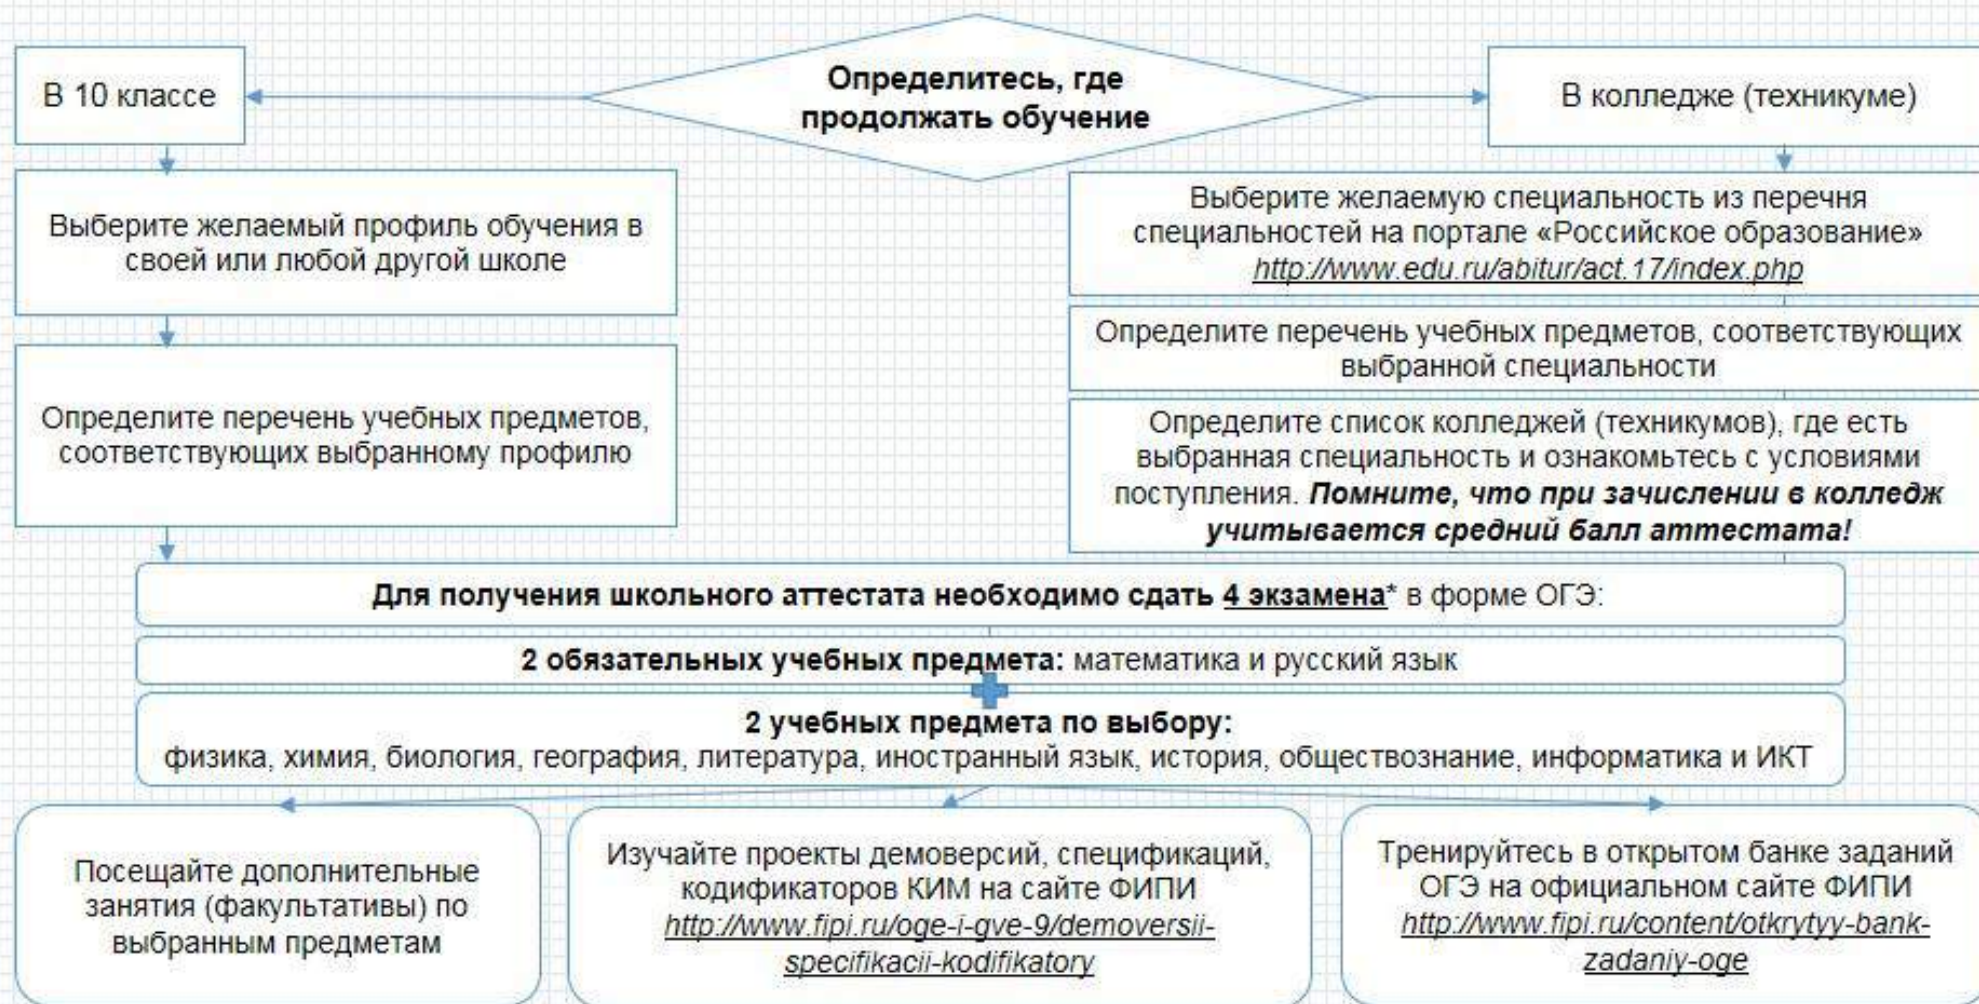 Определитесь, где
продолжать обучение
В 10 классе
Выберите желаемый профиль обучения в
своей или любой другой школе
Определите перечень учебных предметов,
соответствующих выбранному профилю
В колледже (техникуме)
Выберите желаемую специальность из перечня
специальностей на портале «Российское образование»
http://www.edu.ru/abitur/act.17/index.php
Определите перечень учебных предметов, соответствующих
выбранной специальности
Определите список колледжей (техникумов), где есть
выбранная специальность и ознакомьтесь с условиями
поступления. Помните, что при зачислении в колледж
учитывается средний балл аттестата!
Для получения школьного аттестата необходимо сдать 4 экзамена* в форме ОГЭ:
2 обязательных учебных предмета: математика и русский язык
2 учебных предмета по выбору:
физика, химия, биология, география, литература, иностранный язык, история, обществознание, информатика и ИКТ
Посещайте дополнительные
занятия (факультативы) по
выбранным предметам
Изучайте проекты демоверсий, спецификаций,
кодификаторов КИМ на сайте ФИПИ
http://www.fipi.ru/oge-i-gve-9/demoversii-
specifikacii-kodifikatory
Тренируйтесь в открытом банке заданий
ОГЭ на официальном сайте ФИПИ
http://www.fipi.ru/content/otkrytyy-bank-
zadaniy-oge